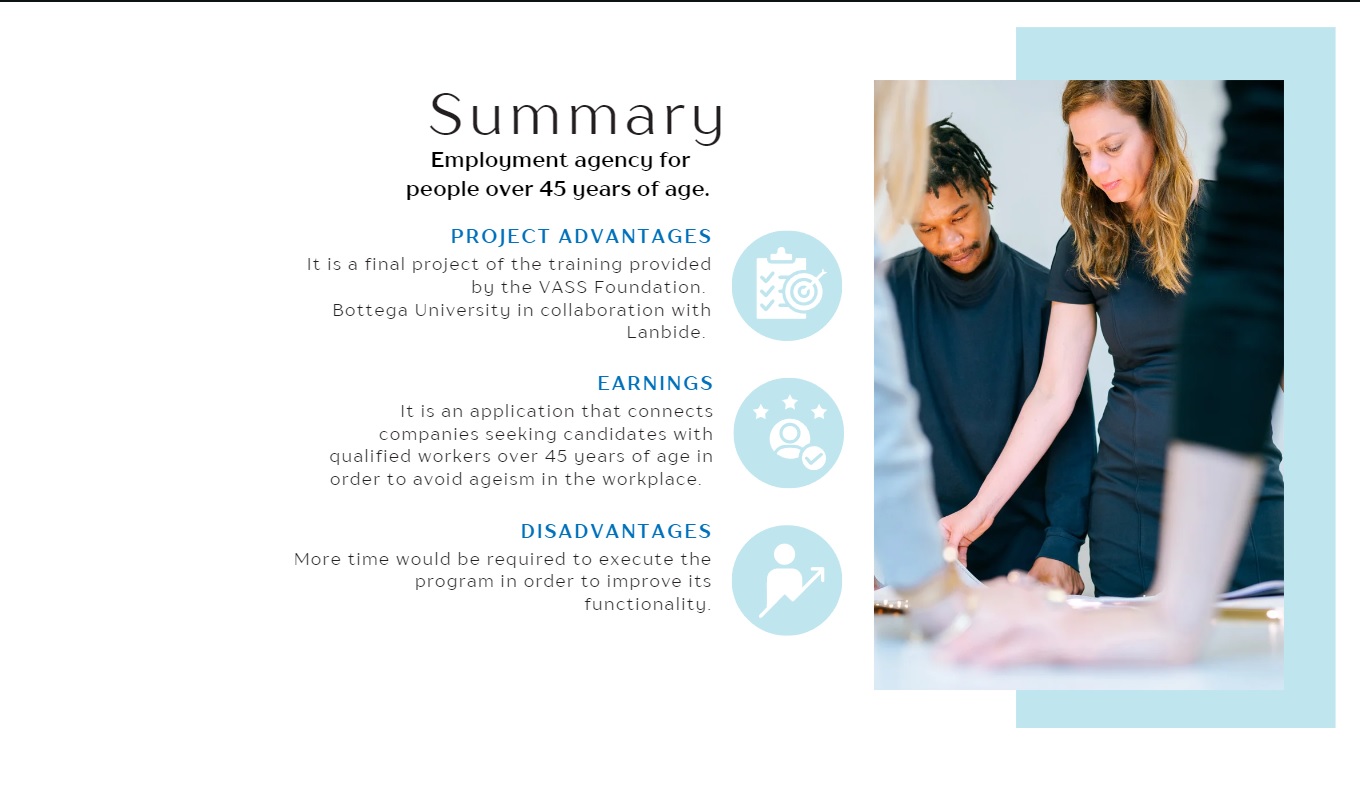 Summary
Employment agency for
people over 45 years of age.
PROJECT ADVANTAGES
It is a final project of the training provided
by the VASS Foundation.
Bottega University in collaboration with
Lanbide.
EARNINGS
It is an application that connects
companies seeking candidates with
qualified workers over 45 years of age in
order to avoid ageism in the workplace.
DISADVANTAGES
More time would be required to execute the
program in order to improve its
functionality.